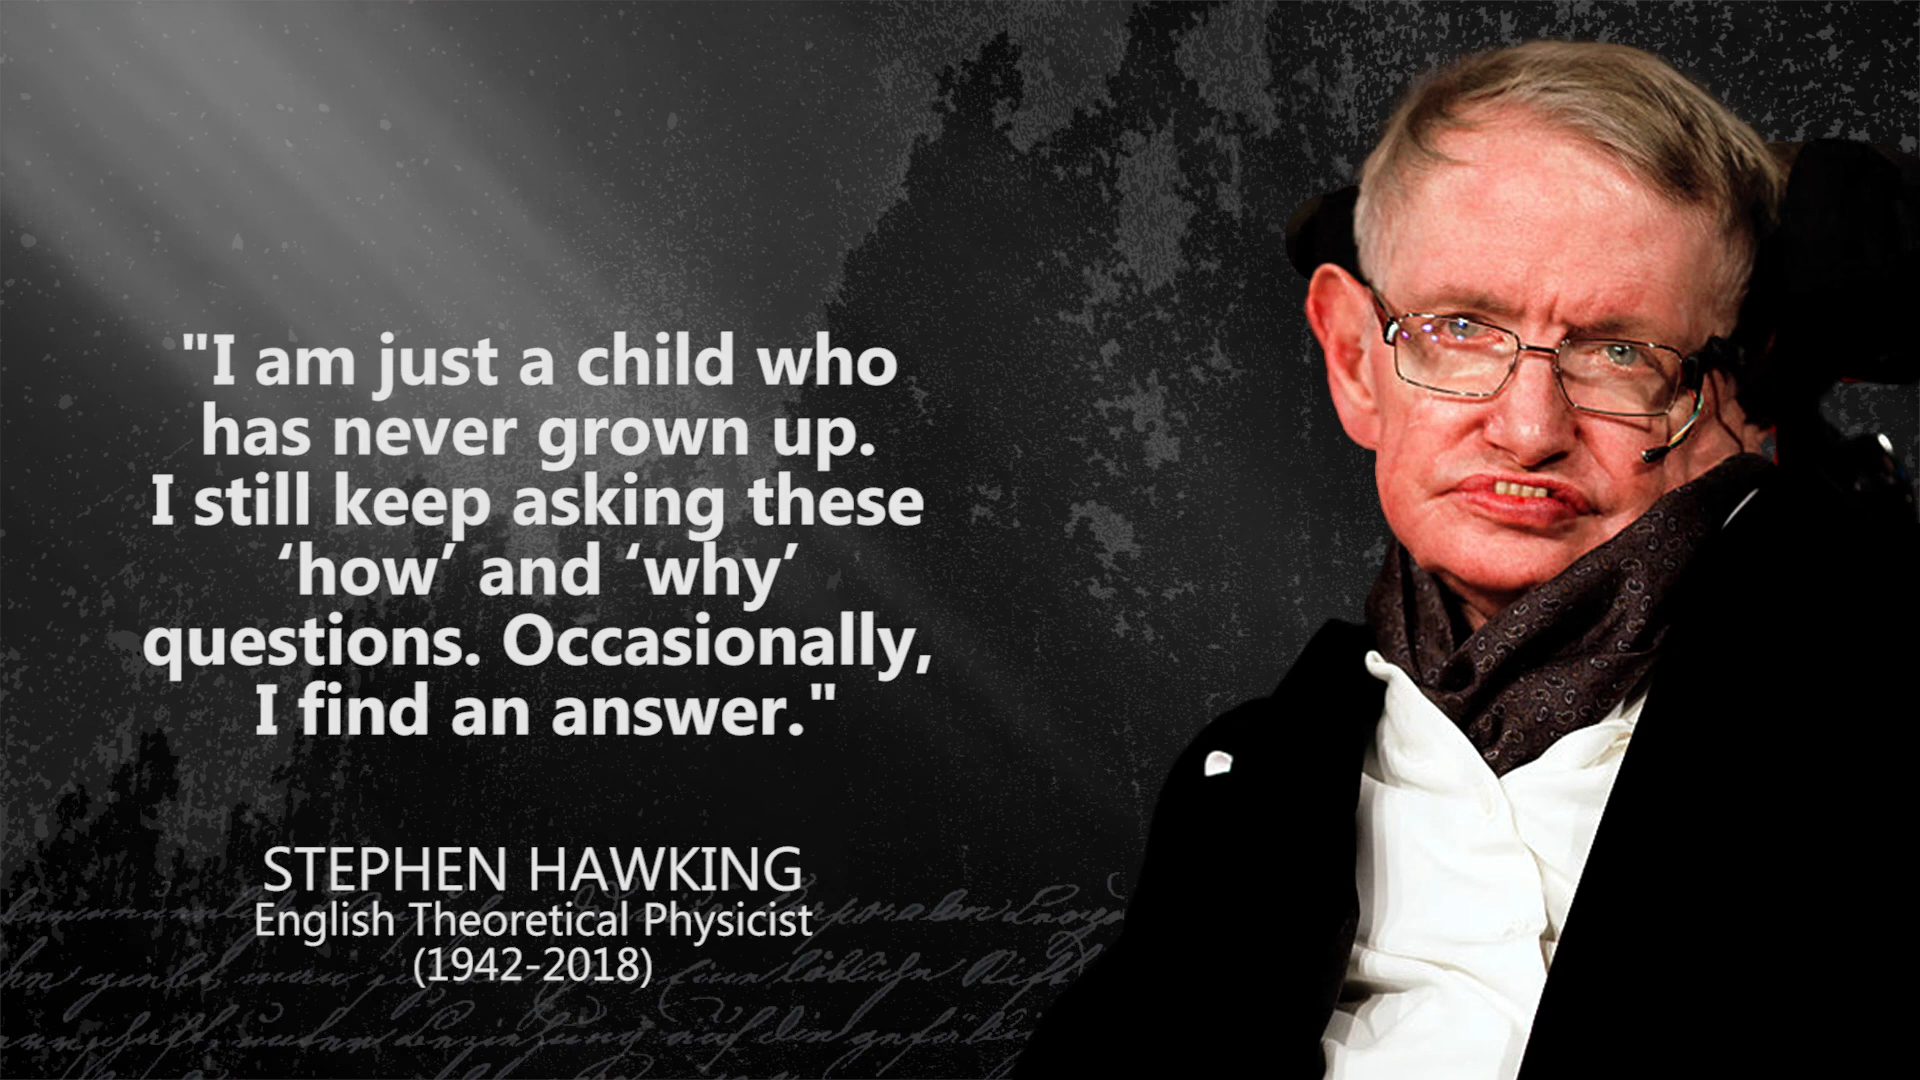 "I am just a child who
has never grown up.
I still keep asking these
‘how’ and ‘why’
questions. Occasionally,
I find an answer."
STEPHEN HAWKING
English Theoretical Physicist
(1942-2018)